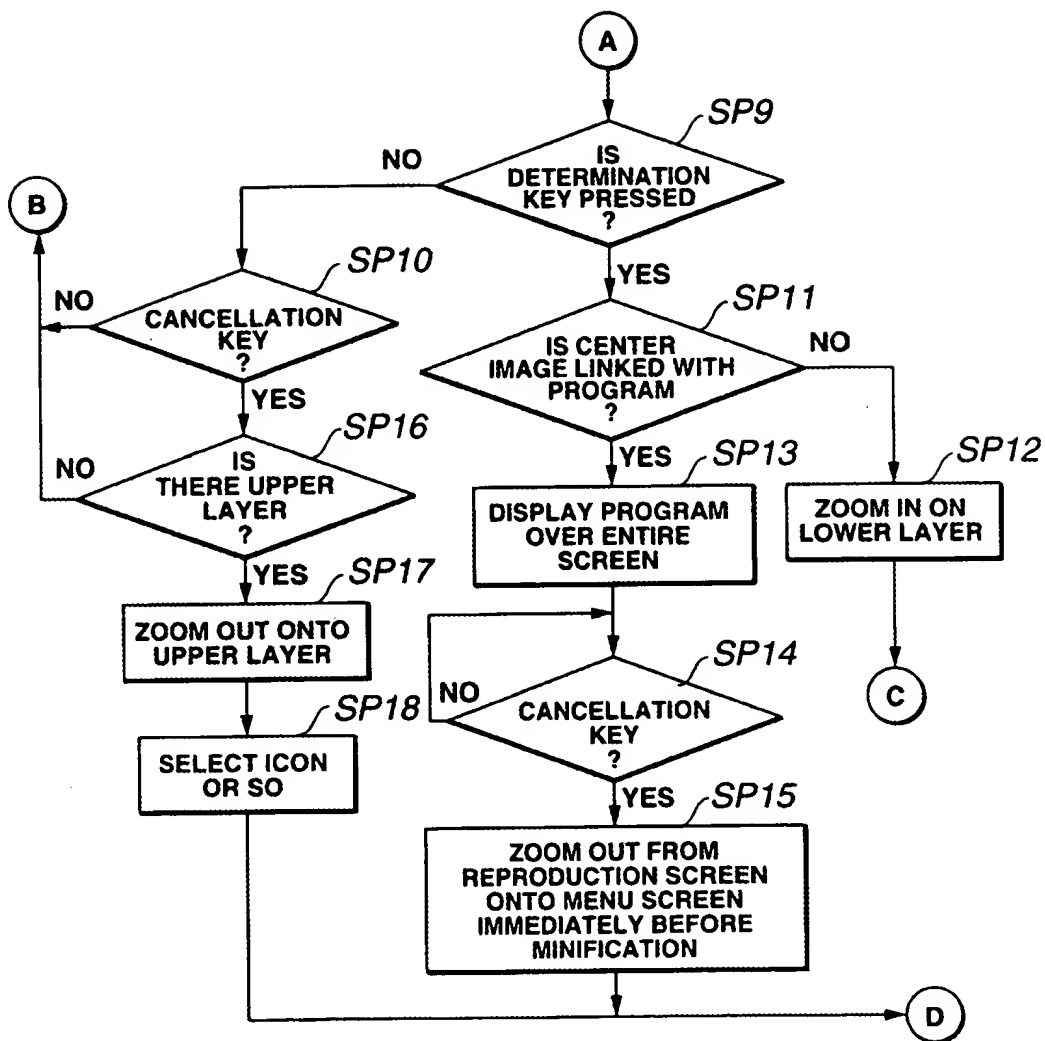 A
SP9
NO
IS
DETERMINATION
KEY PRESSED
?
B
YES
SP10
NO
CANCELLATION
KEY
?
SP11
NO
IS CENTER
IMAGE LINKED WITH
PROGRAM
?
YES
SP16
NO
IS
THERE UPPER
LAYER
?
YES
SP13
DISPLAY PROGRAM
OVER ENTIRE
SCREEN
SP12
ZOOM IN ON
LOWER LAYER
YES
SP17
ZOOM OUT ONTO
UPPER LAYER
SP14
NO
CANCELLATION
KEY
?
C
SP18
SELECT ICON
OR SO
YES
SP15
ZOOM OUT FROM
REPRODUCTION SCREEN
ONTO MENU SCREEN
IMMEDIATELY BEFORE
MINIFICATION
D